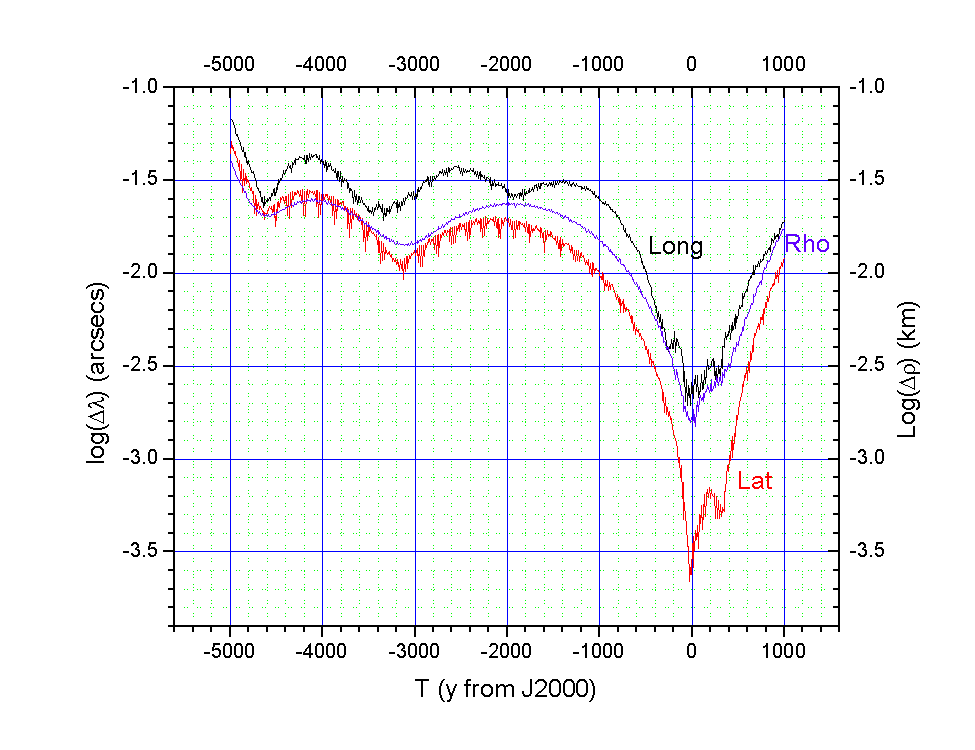 -5000 -4000 -3000 -2000 -1000 0 1000
-1.0 -1.0
-1.5 -1.5
Long Rho
-2.0 -2.0
-2.5 -2.5
-3.0 -3.0
Lat
-3.5 -3.5
log(Δλ) (arcsecs)
Log(Δρ) (km)
-5000 -4000 -3000 -2000 -1000 0 1000
T (y from J2000)